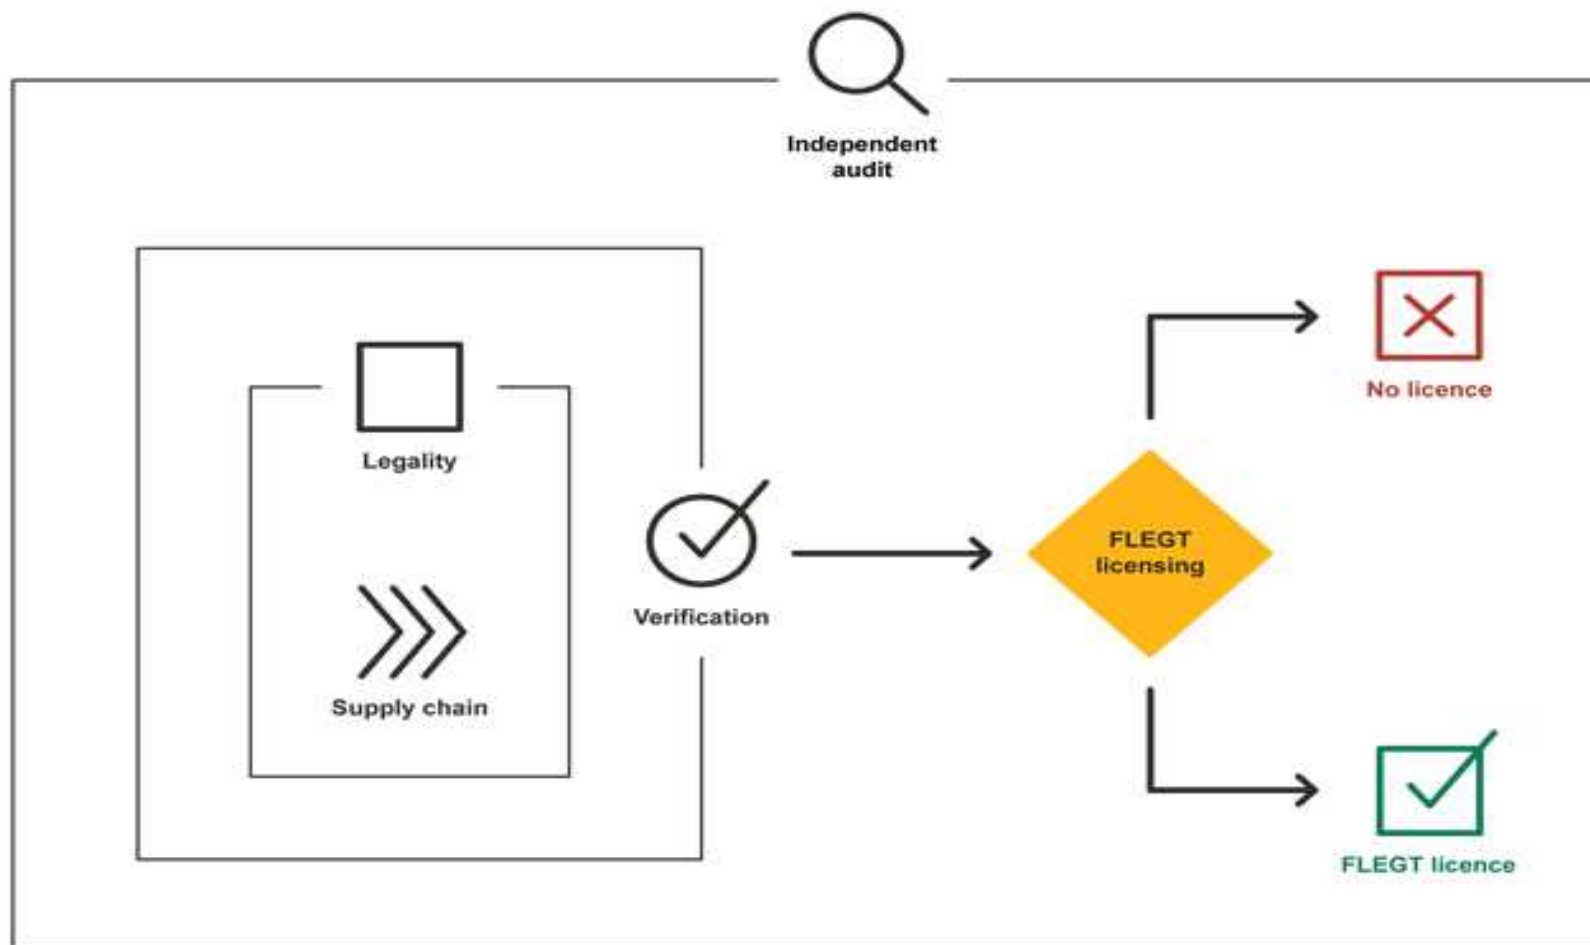 Independent
audit
Legality
Supply chain
Verification
FLEGT
licensing
No licence
FLEGT licence